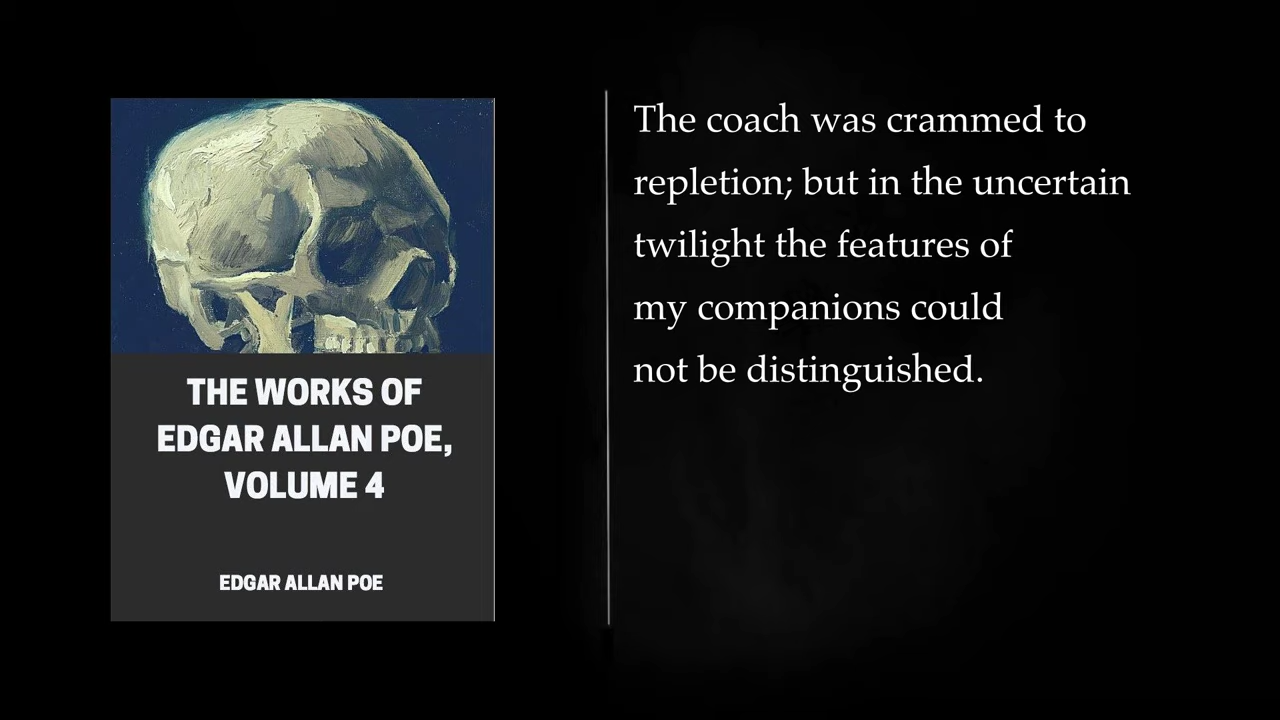 THE WORKS OF
EDGAR ALLAN POE,
VOLUME 4
EDGAR ALLAN POE
The coach was crammed to
repletion; but in the uncertain
twilight the features of
my companions could
not be distinguished.